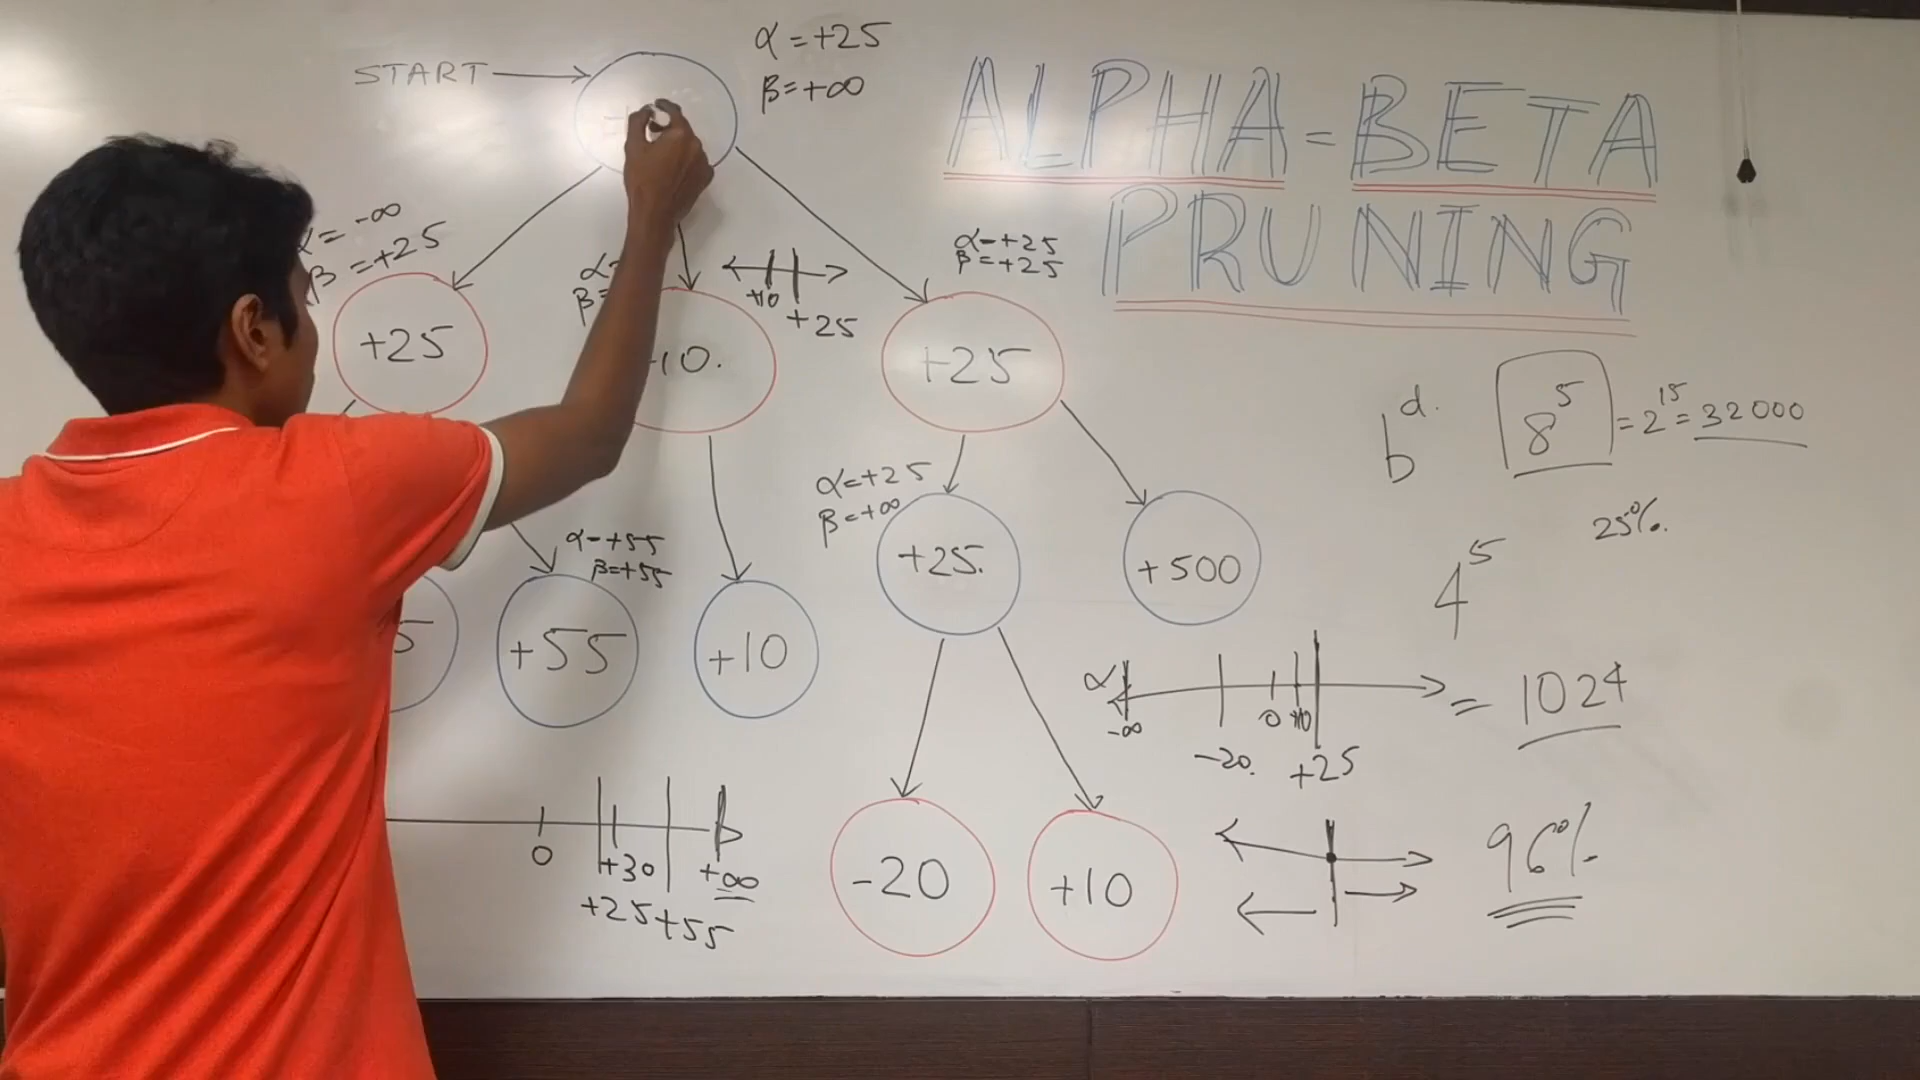 α = +25
START
β = +∞
ALPHA - BETA
PRUNING
α = -∞
β = +25
α = +25
β = +25
+10
+25
+25
10.
+25
b^d.
8^5 = 2^15 = 32000
α = +25
β = +∞
25%.
α = +55
β = +55
+25.
+500
4^5
5
+55
+10
α
-∞
0
+10
= 1024
-20.
+25
0
+30
+∞
+25
+55
-20
+10
96%